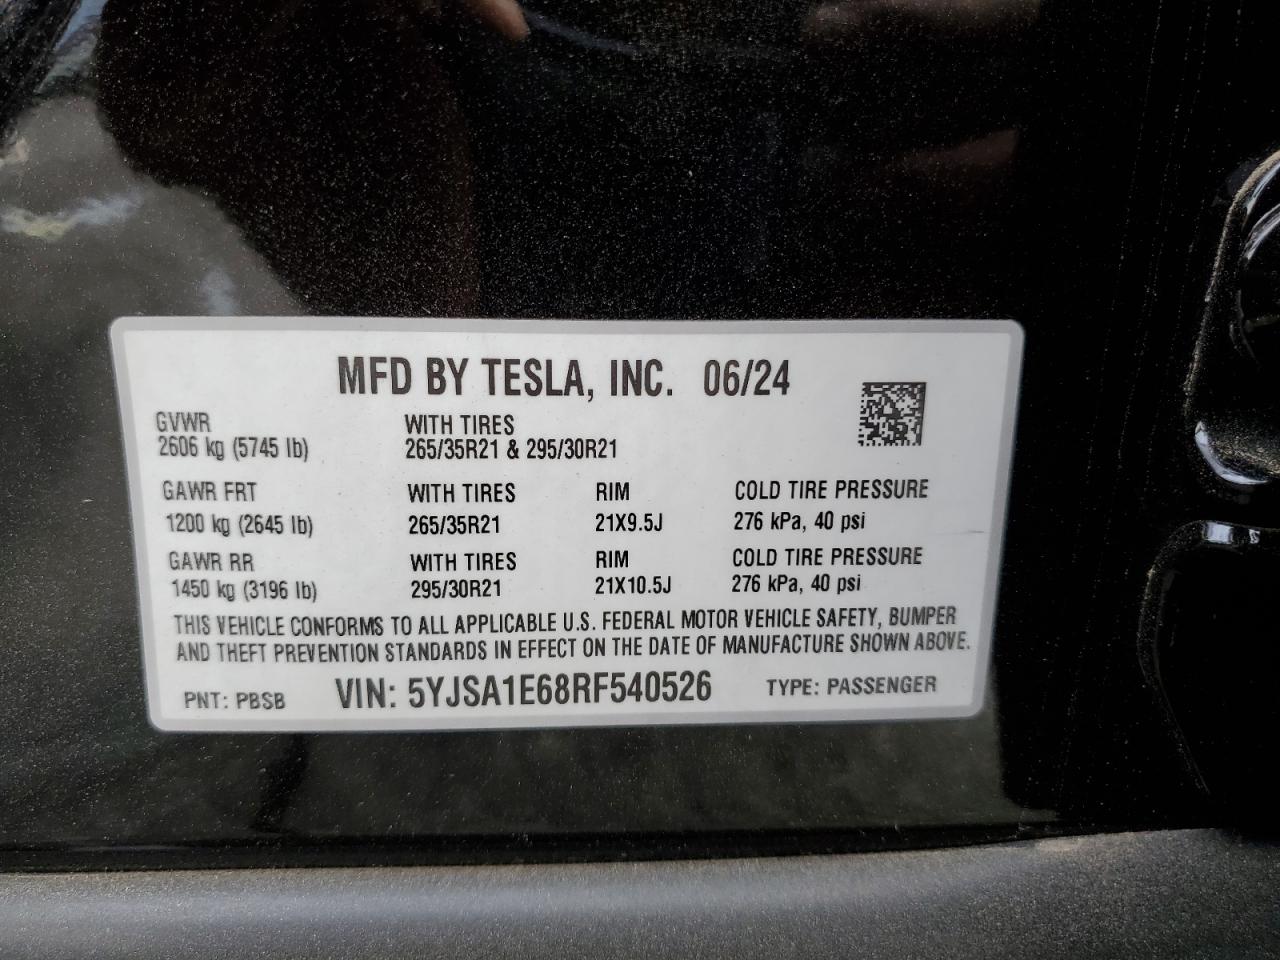 MFD BY TESLA, INC. 06/24
GVWR WITH TIRES
2606 kg (5745 lb) 265/35R21 & 295/30R21
GAWR FRT WITH TIRES RIM COLD TIRE PRESSURE
1200 kg (2645 lb) 265/35R21 21X9.5J 276 kPa, 40 psi
GAWR RR WITH TIRES RIM COLD TIRE PRESSURE
1450 kg (3196 lb) 295/30R21 21X10.5J 276 kPa, 40 psi
THIS VEHICLE CONFORMS TO ALL APPLICABLE U.S. FEDERAL MOTOR VEHICLE SAFETY, BUMPER
AND THEFT PREVENTION STANDARDS IN EFFECT ON THE DATE OF MANUFACTURE SHOWN ABOVE.
PNT: PBSB VIN: 5YJSA1E68RF540526 TYPE: PASSENGER